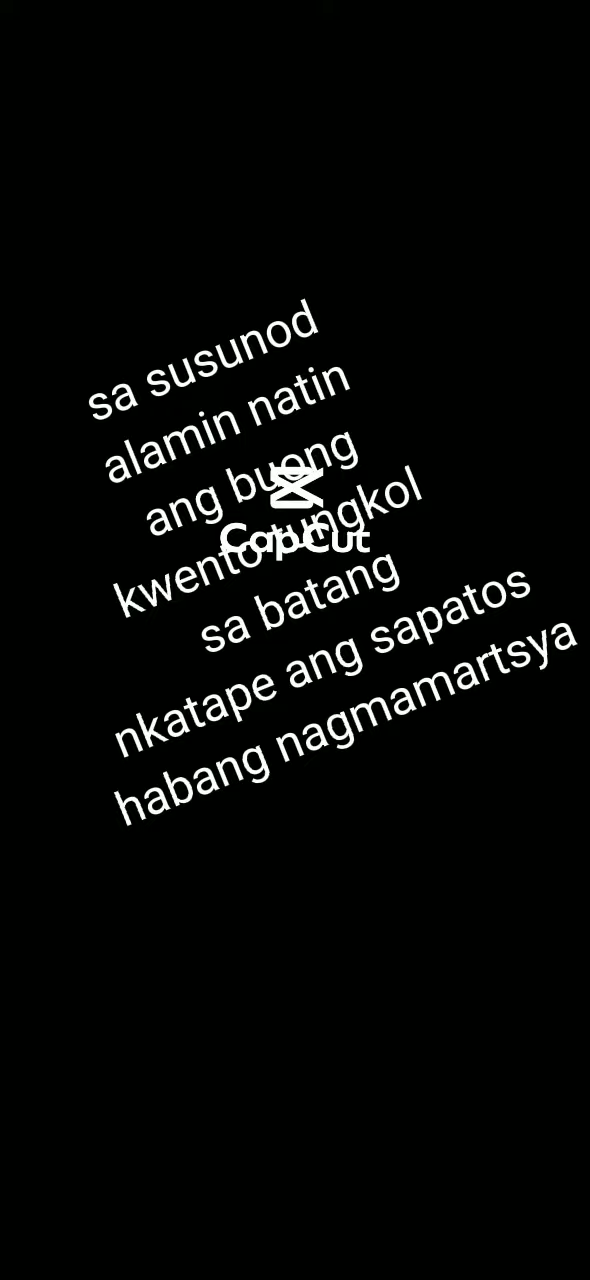 sa susunod
alamin natin
ang buong
kwento tungkol
CapCut
sa batang
nkatape ang sapatos
habang nagmamartsya